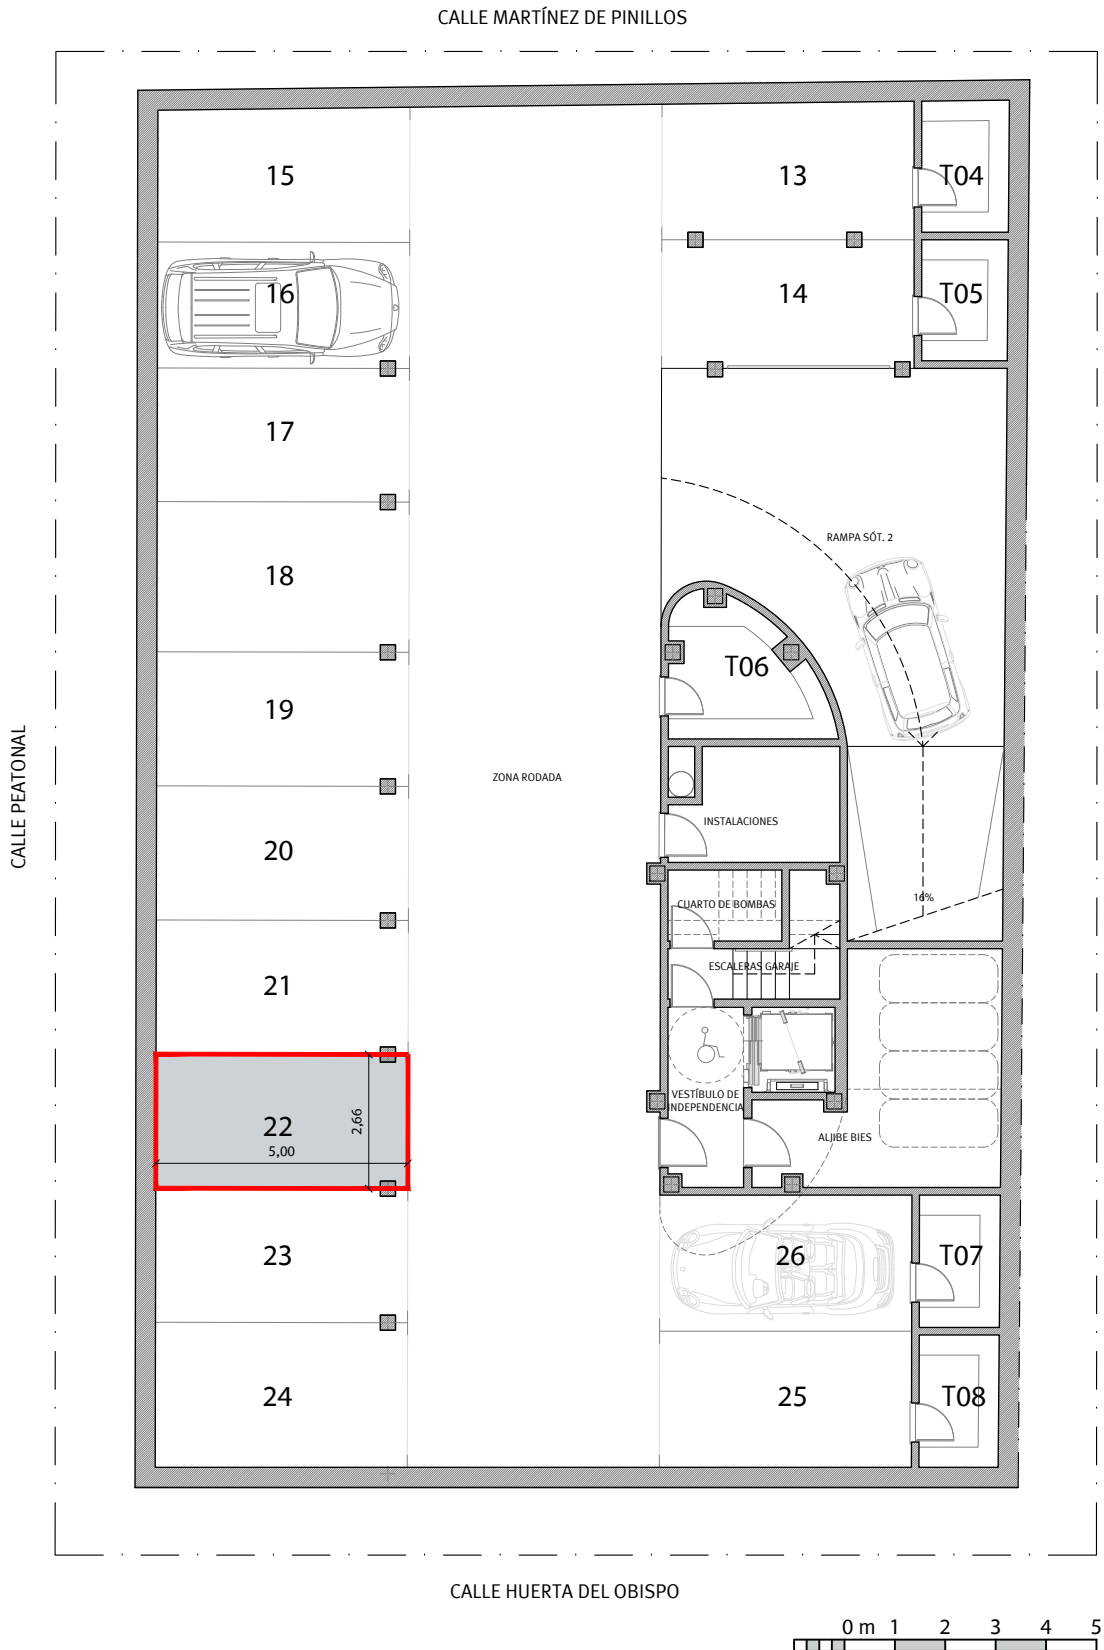 CALLE MARTÍNEZ DE PINILLOS
15
13
T04
16
14
T05
17
RAMPA SÓT. 2
18
T06
19
CALLE PEATONAL
ZONA RODADA
INSTALACIONES
20
16%
CUARTO DE BOMBAS
ESCALERAS GARAJE
21
VESTÍBULO DE
INDEPENDENCIA
22
2,66
5,00
ALJIBE BIES
23
26
T07
24
25
T08
CALLE HUERTA DEL OBISPO
0 m 1 2 3 4 5